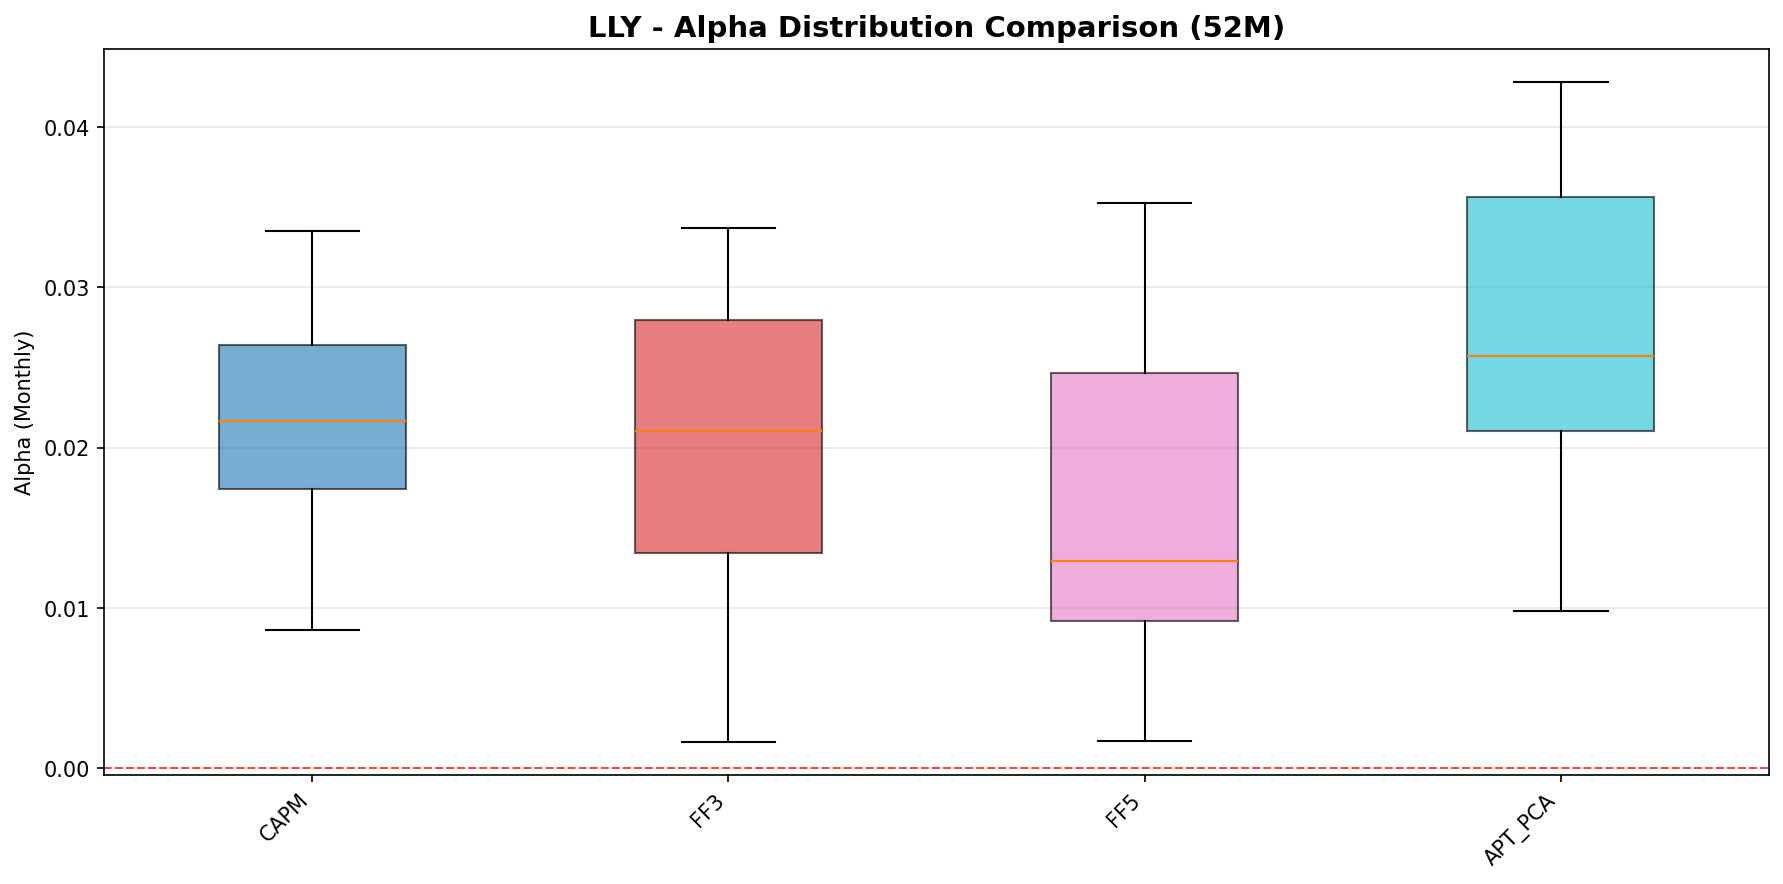 LLY - Alpha Distribution Comparison (52M)
Alpha (Monthly)
0.04
0.03
0.02
0.01
0.00
CAPM
FF3
FF5
APT_PCA